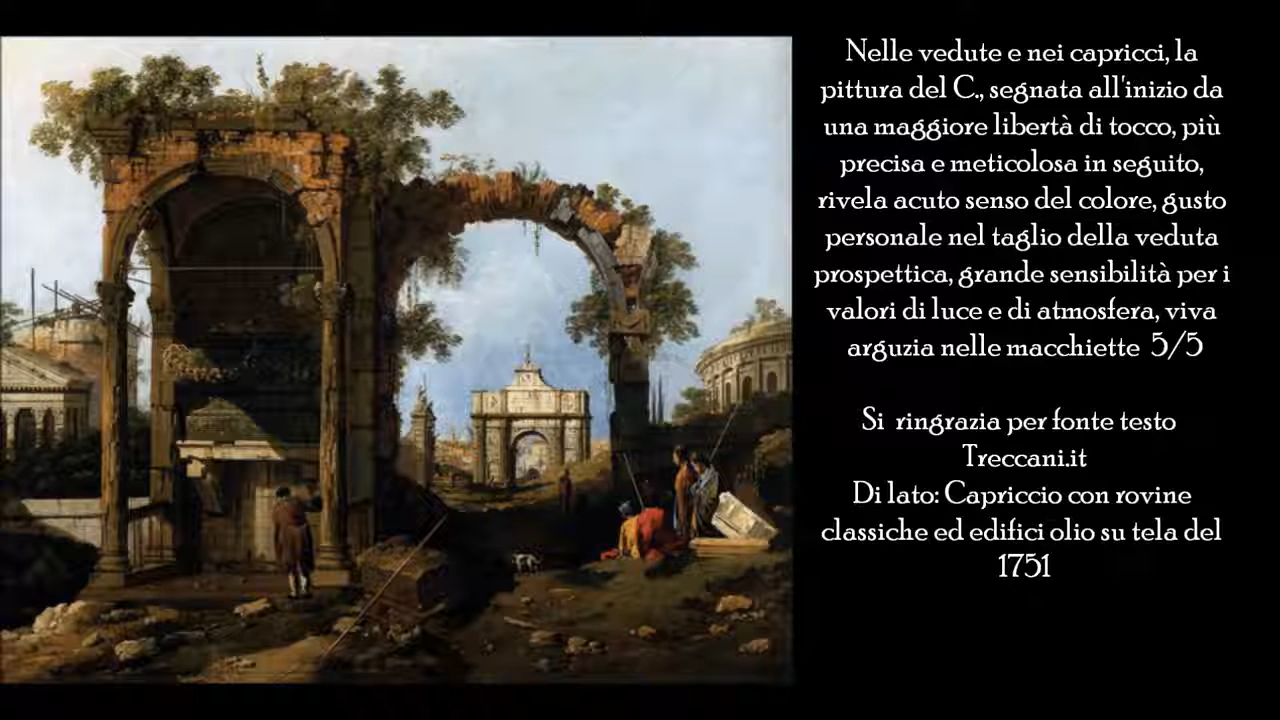 Nelle vedute e nei capricci, la
pittura del C., segnata all'inizio da
una maggiore libertà di tocco, più
precisa e meticolosa in seguito,
rivela acuto senso del colore, gusto
personale nel taglio della veduta
prospettica, grande sensibilità per i
valori di luce e di atmosfera, viva
arguzia nelle macchiette 5/5
Si ringrazia per fonte testo
Treccani.it
Di lato: Capriccio con rovine
classiche ed edifici olio su tela del
1751